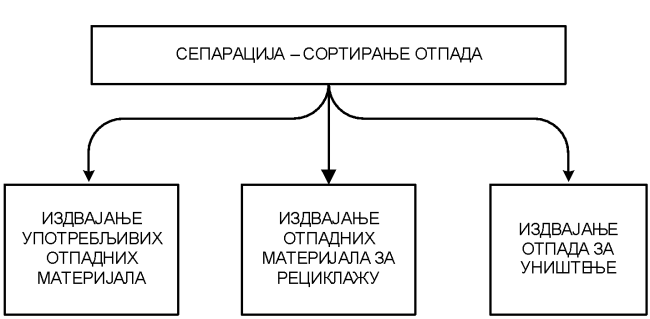 СЕПАРАЦИЈА – СОРТИРАЊЕ ОТПАДА
ИЗДВАЈАЊЕ
УПОТРЕБЉИВИХ
ОТПАДНИХ
МАТЕРИЈАЛА
ИЗДВАЈАЊЕ
ОТПАДНИХ
МАТЕРИЈАЛА ЗА
РЕЦИКЛАЖУ
ИЗДВАЈАЊЕ
ОТПАДА ЗА
УНИШТЕЊЕ